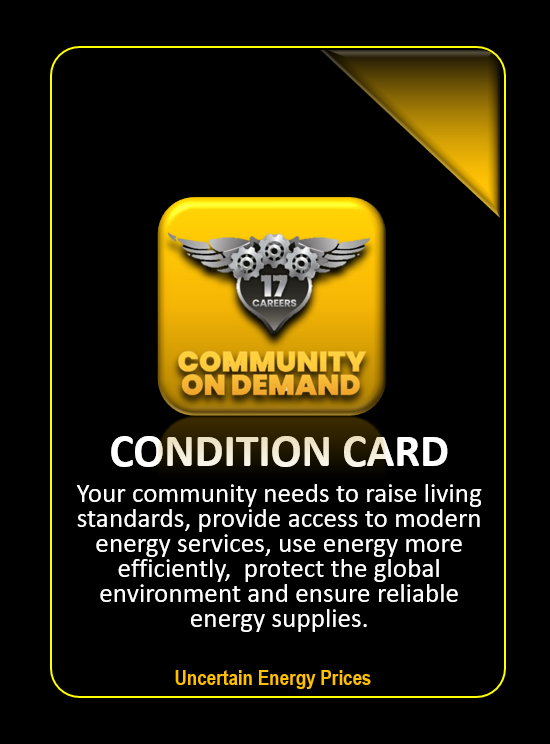 17
CAREERS
COMMUNITY
ON DEMAND
CONDITION CARD
Your community needs to raise living
standards, provide access to modern
energy services, use energy more
efficiently,  protect the global
environment and ensure reliable
energy supplies.
Uncertain Energy Prices